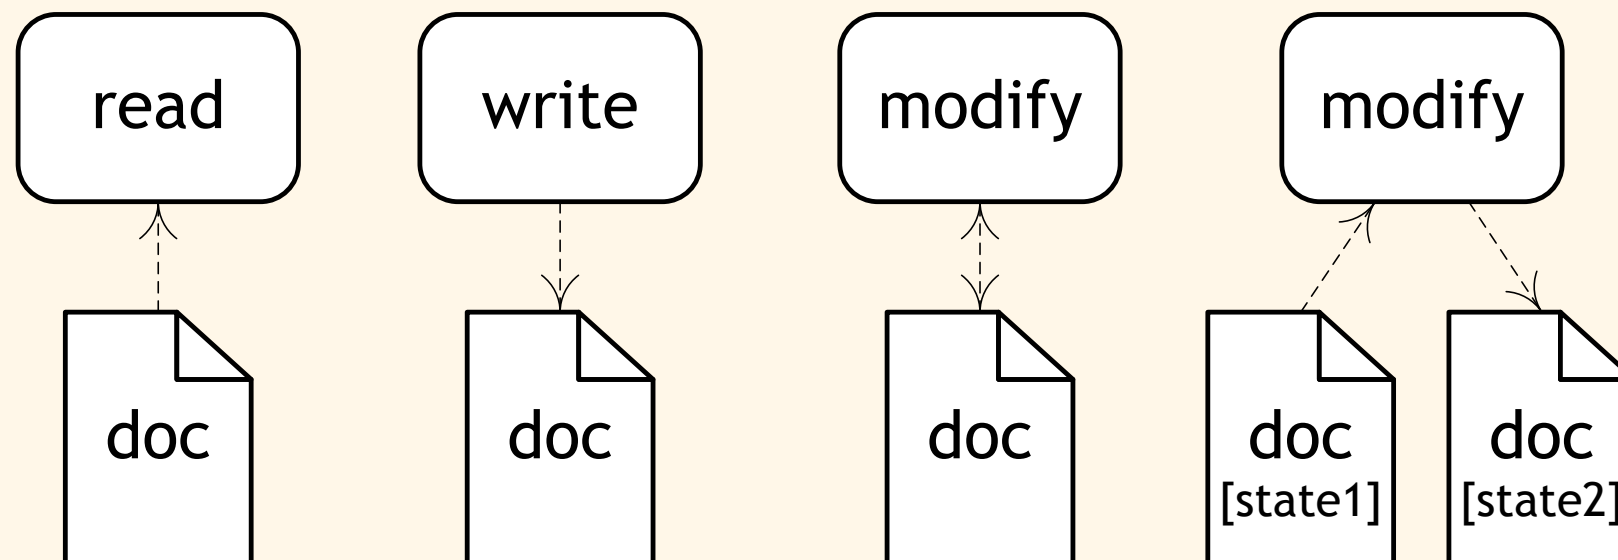 read
write
modify
modify
doc
doc
doc
doc
doc
[state1]
[state2]